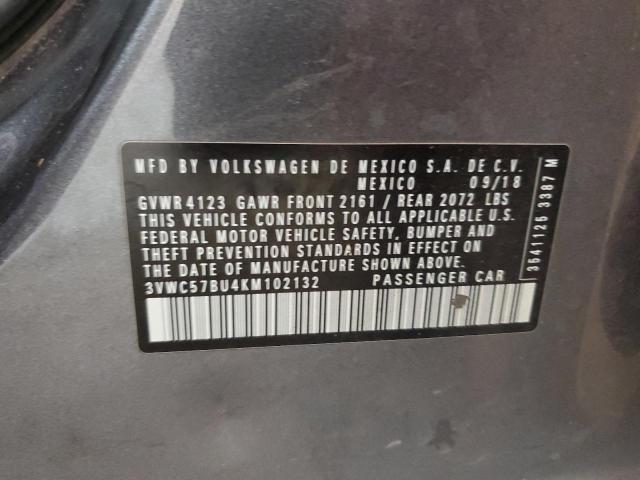 MFD BY VOLKSWAGEN DE MEXICO S.A. DE C.V.
MEXICO 09/18
GVWR 4123 GAWR FRONT 2161 / REAR 2072 LBS
THIS VEHICLE CONFORMS TO ALL APPLICABLE U.S.
FEDERAL MOTOR VEHICLE SAFETY, BUMPER AND
THEFT PREVENTION STANDARDS IN EFFECT ON
THE DATE OF MANUFACTURE SHOWN ABOVE.
3VWC57BU4KM102132 PASSENGER CAR
3541125 3387 M